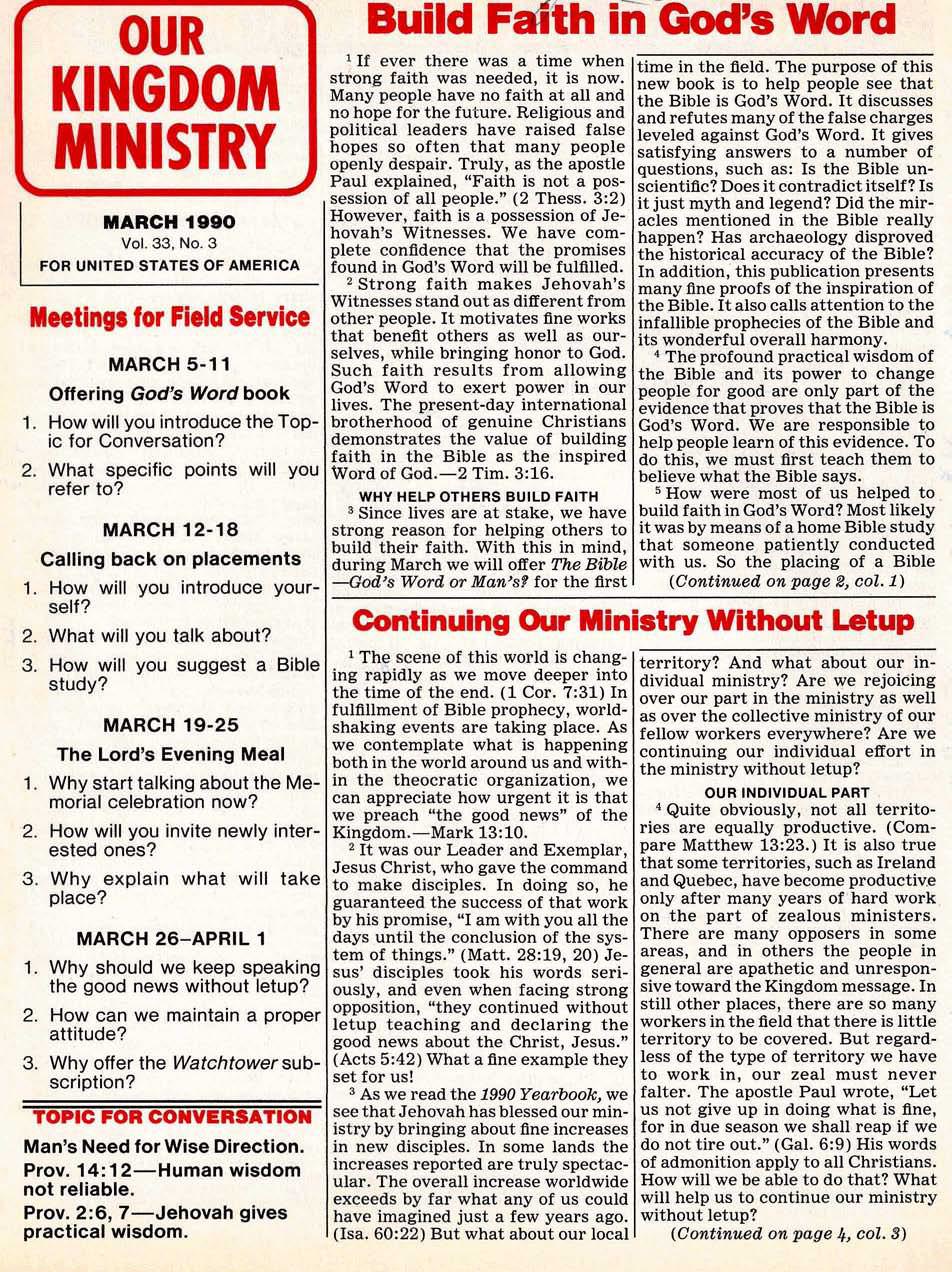 OUR
KINGDOM
MINISTRY
MARCH 1990
Vol. 33, No. 3
FOR UNITED STATES OF AMERICA
Meetings for Field Service
MARCH 5-11
Offering God's Word book
1. How will you introduce the Top-
ic for Conversation?
2. What specific points will you
refer to?
MARCH 12-18
Calling back on placements
1. How will you introduce your-
self?
2. What will you talk about?
3. How will you suggest a Bible
study?
MARCH 19-25
The Lord's Evening Meal
1. Why start talking about the Me-
morial celebration now?
2. How will you invite newly inter-
ested ones?
3. Why explain what will take
place?
MARCH 26–APRIL 1
1. Why should we keep speaking
the good news without letup?
2. How can we maintain a proper
attitude?
3. Why offer the Watchtower sub-
scription?
TOPIC FOR CONVERSATION
Man's Need for Wise Direction.
Prov. 14:12—Human wisdom
not reliable.
Prov. 2:6, 7—Jehovah gives
practical wisdom.
Build Faith in God's Word
1 If ever there was a time when
strong faith was needed, it is now.
Many people have no faith at all and
no hope for the future. Religious and
political leaders have raised false
hopes so often that many people
openly despair. Truly, as the apostle
Paul explained, "Faith is not a pos-
session of all people." (2 Thess. 3:2)
However, faith is a possession of Je-
hovah's Witnesses. We have com-
plete confidence that the promises
found in God's Word will be fulfilled.
2 Strong faith makes Jehovah's
Witnesses stand out as different from
other people. It motivates fine works
that benefit others as well as our-
selves, while bringing honor to God.
Such faith results from allowing
God's Word to exert power in our
lives. The present-day international
brotherhood of genuine Christians
demonstrates the value of building
faith in the Bible as the inspired
Word of God.—2 Tim. 3:16.
WHY HELP OTHERS BUILD FAITH
3 Since lives are at stake, we have
strong reason for helping others to
build their faith. With this in mind,
during March we will offer The Bible
—God's Word or Man's? for the first
time in the field. The purpose of this
new book is to help people see that
the Bible is God's Word. It discusses
and refutes many of the false charges
leveled against God's Word. It gives
satisfying answers to a number of
questions, such as: Is the Bible un-
scientific? Does it contradict itself? Is
it just myth and legend? Did the mir-
acles mentioned in the Bible really
happen? Has archaeology disproved
the historical accuracy of the Bible?
In addition, this publication presents
many fine proofs of the inspiration of
the Bible. It also calls attention to the
infallible prophecies of the Bible and
its wonderful overall harmony.
4 The profound practical wisdom of
the Bible and its power to change
people for good are only part of the
evidence that proves that the Bible is
God's Word. We are responsible to
help people learn of this evidence. To
do this, we must first teach them to
believe what the Bible says.
5 How were most of us helped to
build faith in God's Word? Most likely
it was by means of a home Bible study
that someone patiently conducted
with us. So the placing of a Bible
(Continued on page 2, col. 1)
Continuing Our Ministry Without Letup
1 The scene of this world is chang-
ing rapidly as we move deeper into
the time of the end. (1 Cor. 7:31) In
fulfillment of Bible prophecy, world-
shaking events are taking place. As
we contemplate what is happening
both in the world around us and with-
in the theocratic organization, we
can appreciate how urgent it is that
we preach "the good news" of the
Kingdom.—Mark 13:10.
2 It was our Leader and Exemplar,
Jesus Christ, who gave the command
to make disciples. In doing so, he
guaranteed the success of that work
by his promise, "I am with you all the
days until the conclusion of the sys-
tem of things." (Matt. 28:19, 20) Je-
sus' disciples took his words seri-
ously, and even when facing strong
opposition, "they continued without
letup teaching and declaring the
good news about the Christ, Jesus."
(Acts 5:42) What a fine example they
set for us!
3 As we read the 1990 Yearbook, we
see that Jehovah has blessed our min-
istry by bringing about fine increases
in new disciples. In some lands the
increases reported are truly spectac-
ular. The overall increase worldwide
exceeds by far what any of us could
have imagined just a few years ago.
(Isa. 60:22) But what about our local
territory? And what about our in-
dividual ministry? Are we rejoicing
over our part in the ministry as well
as over the collective ministry of our
fellow workers everywhere? Are we
continuing our individual effort in
the ministry without letup?
OUR INDIVIDUAL PART
4 Quite obviously, not all territo-
ries are equally productive. (Com-
pare Matthew 13:23.) It is also true
that some territories, such as Ireland
and Quebec, have become productive
only after many years of hard work
on the part of zealous ministers.
There are many opposers in some
areas, and in others the people in
general are apathetic and unrespon-
sive toward the Kingdom message. In
still other places, there are so many
workers in the field that there is little
territory to be covered. But regard-
less of the type of territory we have
to work in, our zeal must never
falter. The apostle Paul wrote, "Let
us not give up in doing what is fine,
for in due season we shall reap if we
do not tire out." (Gal. 6:9) His words
of admonition apply to all Christians.
How will we be able to do that? What
will help us to continue our ministry
without letup?
(Continued on page 4, col. 3)